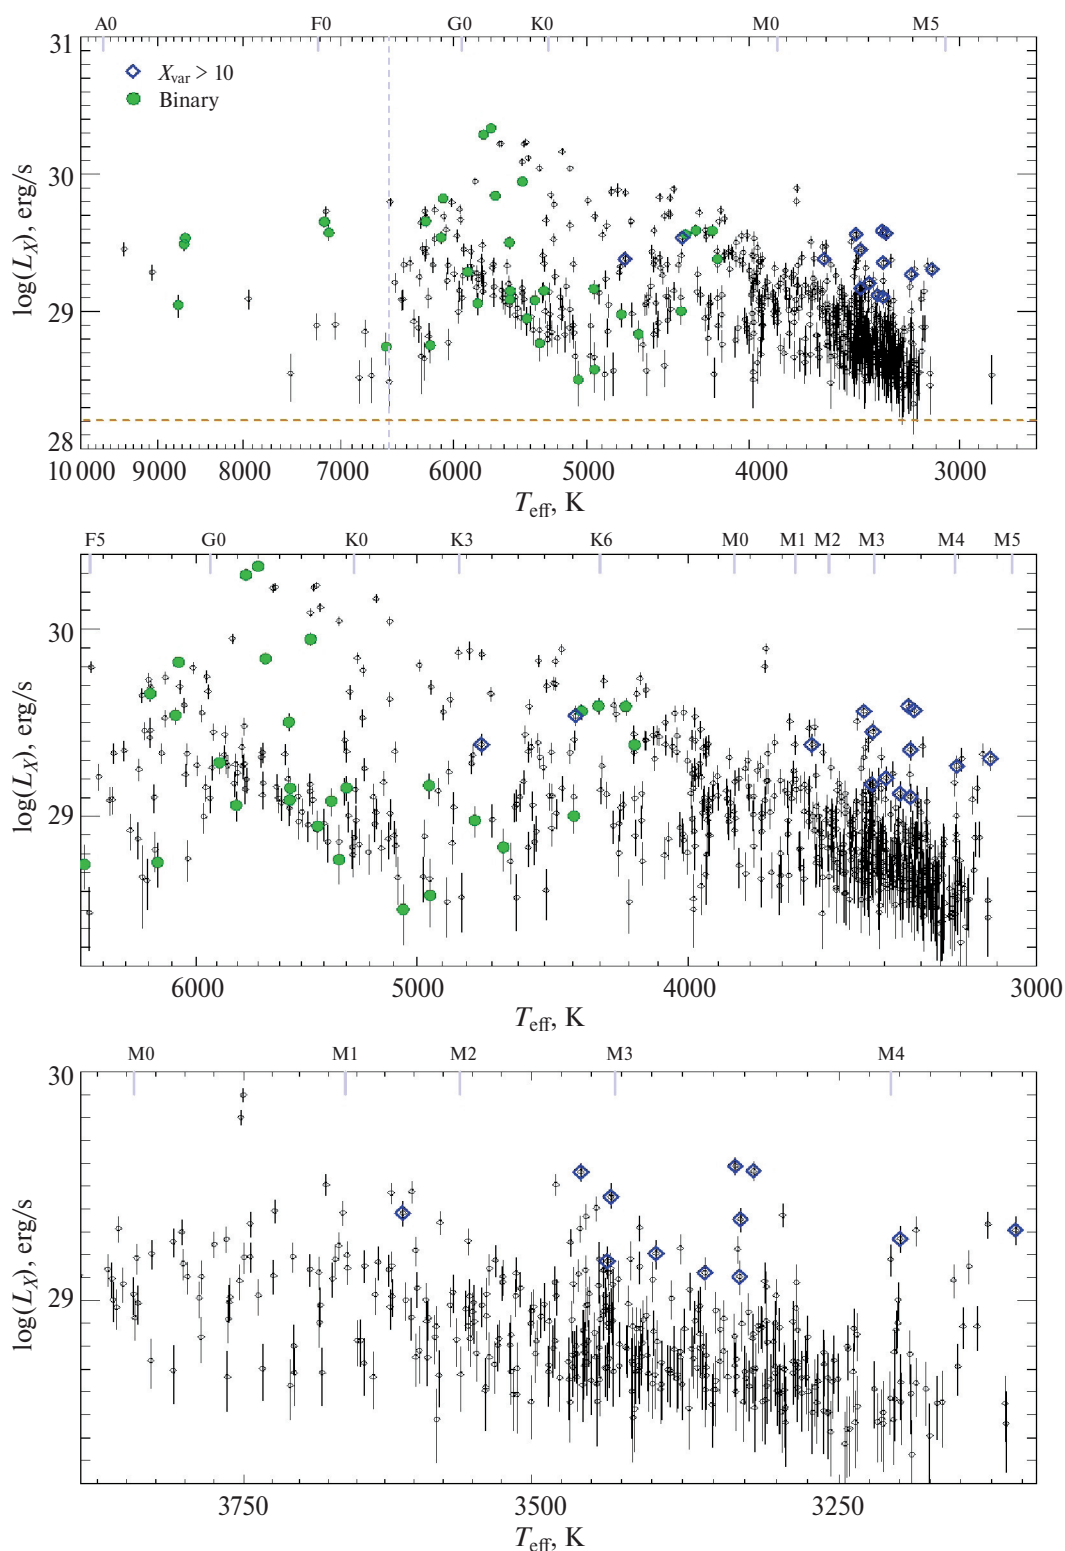 A0 F0 G0 K0 M0 M5
31
X_var > 10
Binary
30
29
28
log(L_X), erg/s
10 000 9000 8000 7000 6000 5000 4000 3000
T_eff, K
F5 G0 K0 K3 K6 M0 M1 M2 M3 M4 M5
30
29
log(L_X), erg/s
6000 5000 4000 3000
T_eff, K
M0 M1 M2 M3 M4
30
29
log(L_X), erg/s
3750 3500 3250
T_eff, K